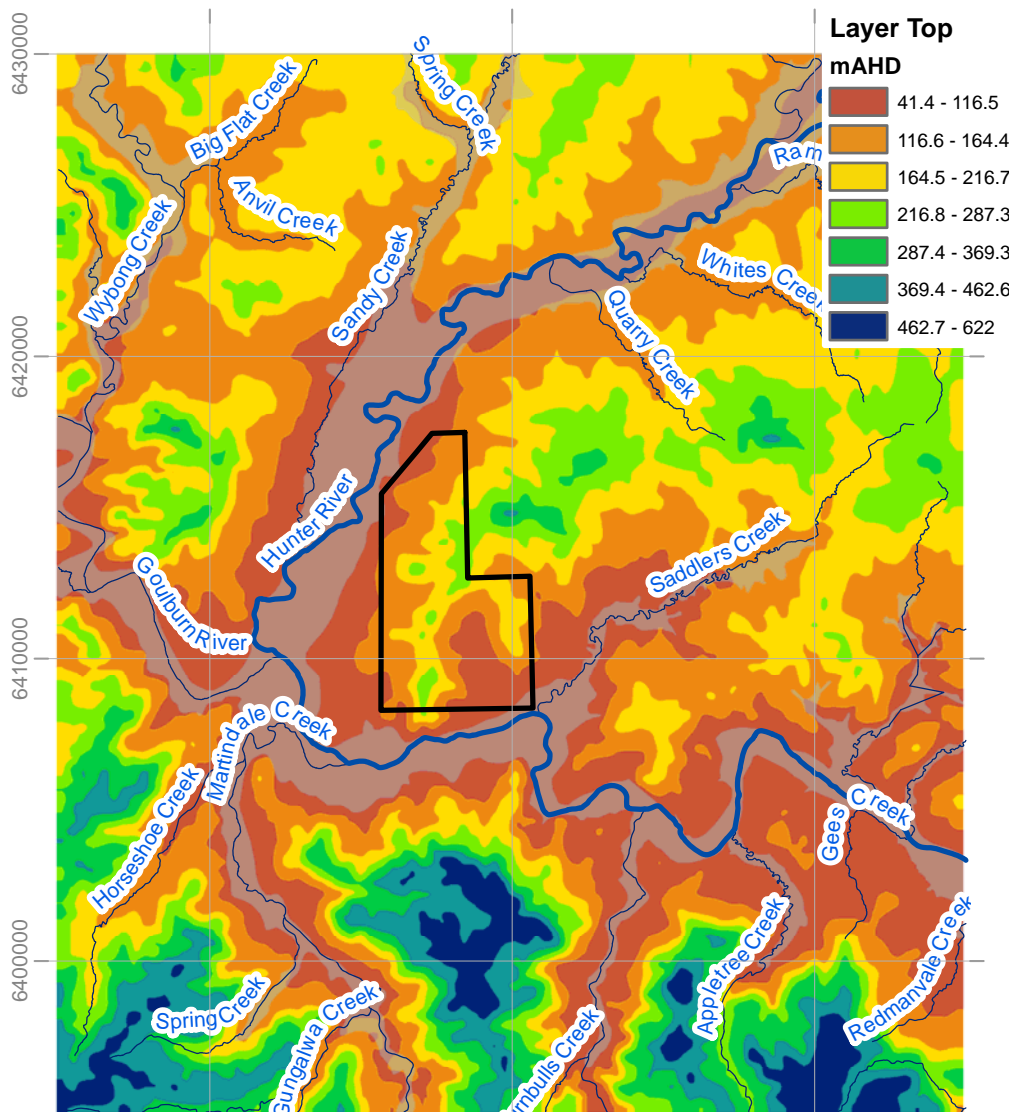 Layer Top
mAHD
41.4 - 116.5
116.6 - 164.4
164.5 - 216.7
216.8 - 287.3
287.4 - 369.3
369.4 - 462.6
462.7 - 622
6430000
6420000
6410000
6400000
Spring Creek
Big Flat Creek
Ram
Anvil Creek
Wybong Creek
Sandy Creek
Whites Creek
Quarry Creek
Hunter River
Saddlers Creek
Goulburn River
Martindale Creek
Horseshoe Creek
Gees Creek
Appletree Creek
Redmanvale Creek
Spring Creek
Gungalwa Creek
rnbulls Creek